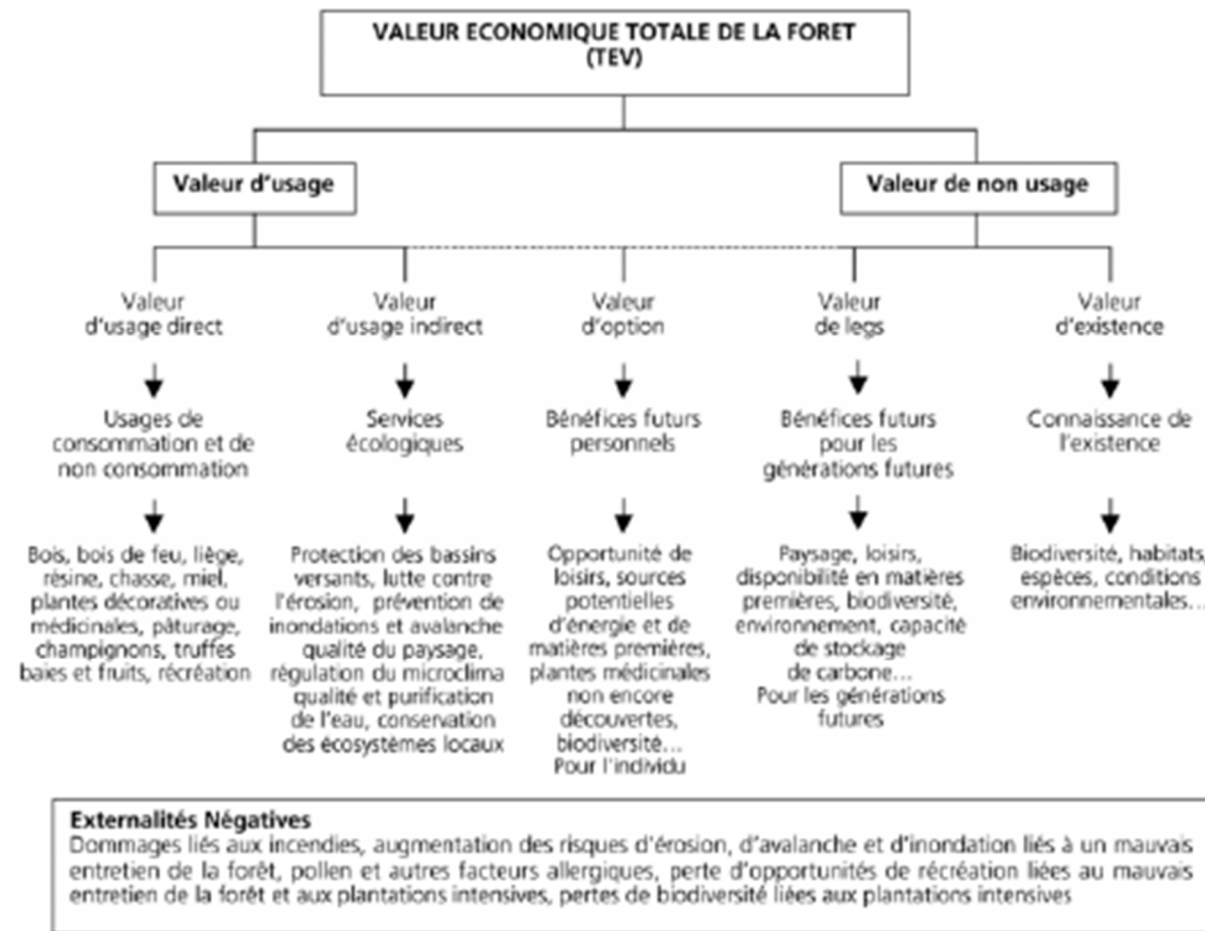 VALEUR ECONOMIQUE TOTALE DE LA FORET
(TEV)
Valeur d'usage
Valeur de non usage
Valeur
d'usage direct
Valeur
d'usage indirect
Valeur
d'option
Valeur
de legs
Valeur
d'existence
Usages de
consommation et de
non consommation
Services
écologiques
Bénéfices futurs
personnels
Bénéfices futurs
pour les
générations futures
Connaissance de
l'existence
Bois, bois de feu, liège,
résine, chasse, miel,
plantes décoratives ou
médicinales, pâturage,
champignons, truffes
baies et fruits, récréation
Protection des bassins
versants, lutte contre
l'érosion, prévention de
inondations et avalanche
qualité du paysage,
régulation du microclima
qualité et purification
de l'eau, conservation
des écosystèmes locaux
Opportunité de
loisirs, sources
potentielles
d'énergie et de
matières premières,
plantes médicinales
non encore
découvertes,
biodiversité...
Pour l'individu
Paysage, loisirs,
disponibilité en matières
premières, biodiversité,
environnement, capacité
de stockage
de carbone...
Pour les générations
futures
Biodiversité, habitats,
espèces, conditions
environnementales...
Externalités Négatives
Dommages liés aux incendies, augmentation des risques d'érosion, d'avalanche et d'inondation liés à un mauvais
entretien de la forêt, pollen et autres facteurs allergiques, perte d'opportunités de récréation liées au mauvais
entretien de la forêt et aux plantations intensives, pertes de biodiversité liées aux plantations intensives